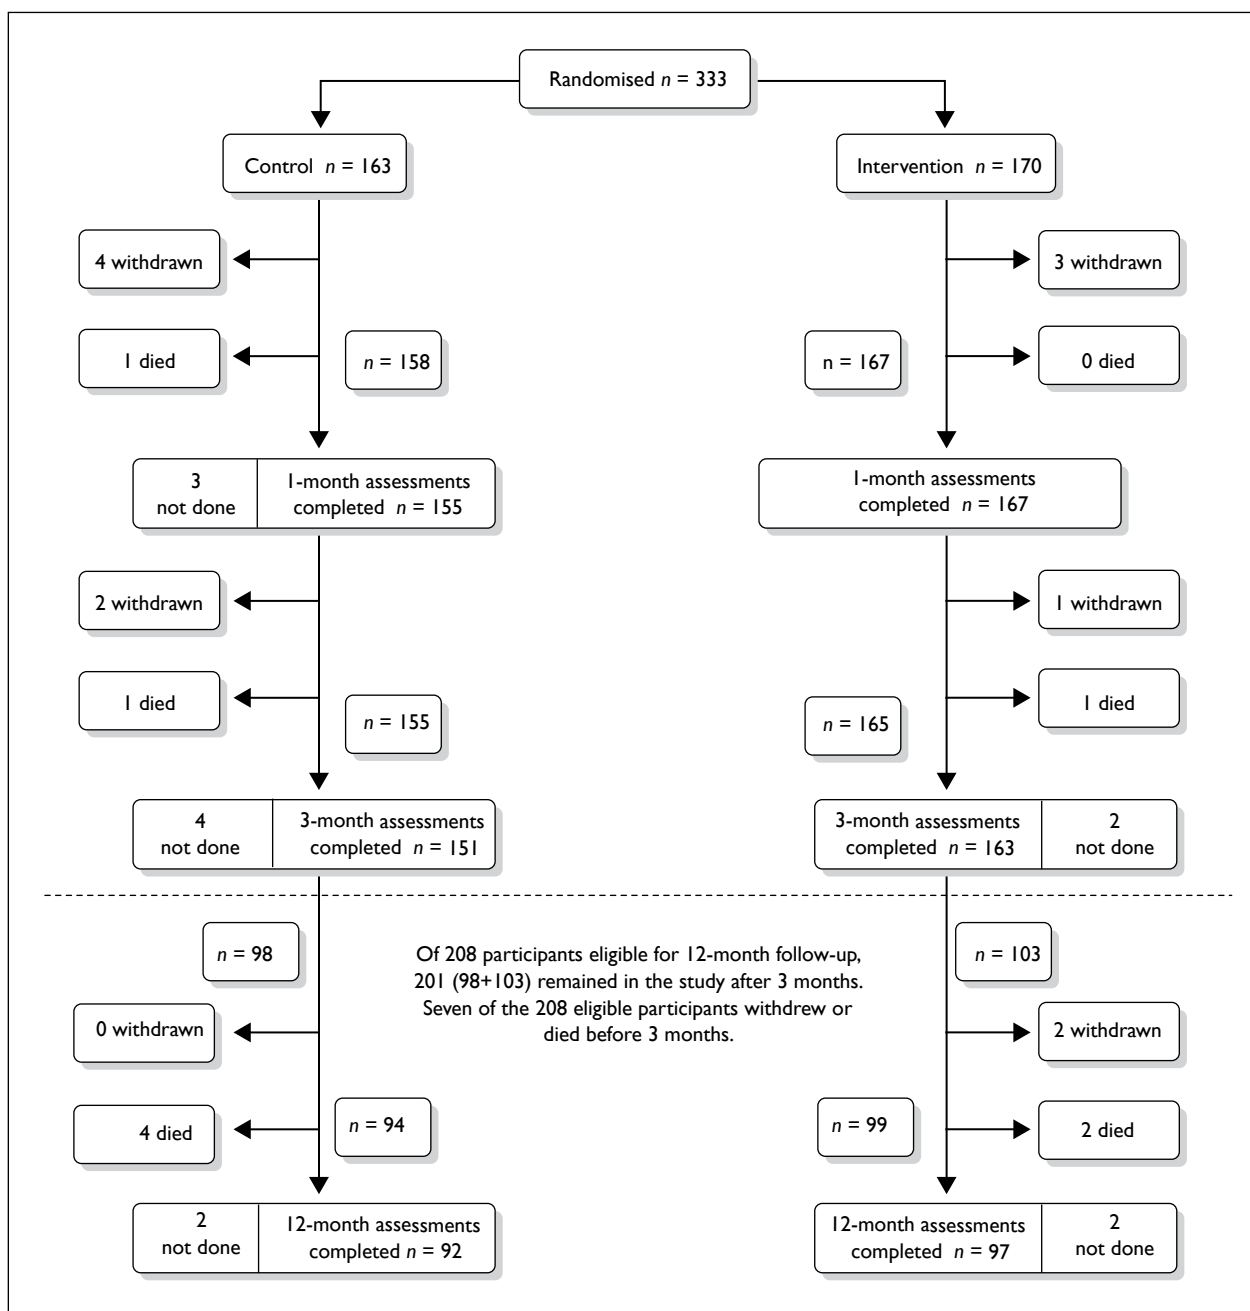 Randomised n = 333
Control n = 163
Intervention n = 170
4 withdrawn
3 withdrawn
1 died
n = 158
n = 167
0 died
3
not done
1-month assessments
completed n = 155
1-month assessments
completed n = 167
2 withdrawn
1 withdrawn
1 died
n = 155
n = 165
1 died
4
not done
3-month assessments
completed n = 151
3-month assessments
completed n = 163
2
not done
n = 98
Of 208 participants eligible for 12-month follow-up,
201 (98+103) remained in the study after 3 months.
Seven of the 208 eligible participants withdrew or
died before 3 months.
n = 103
0 withdrawn
2 withdrawn
4 died
n = 94
n = 99
2 died
2
not done
12-month assessments
completed n = 92
12-month assessments
completed n = 97
2
not done